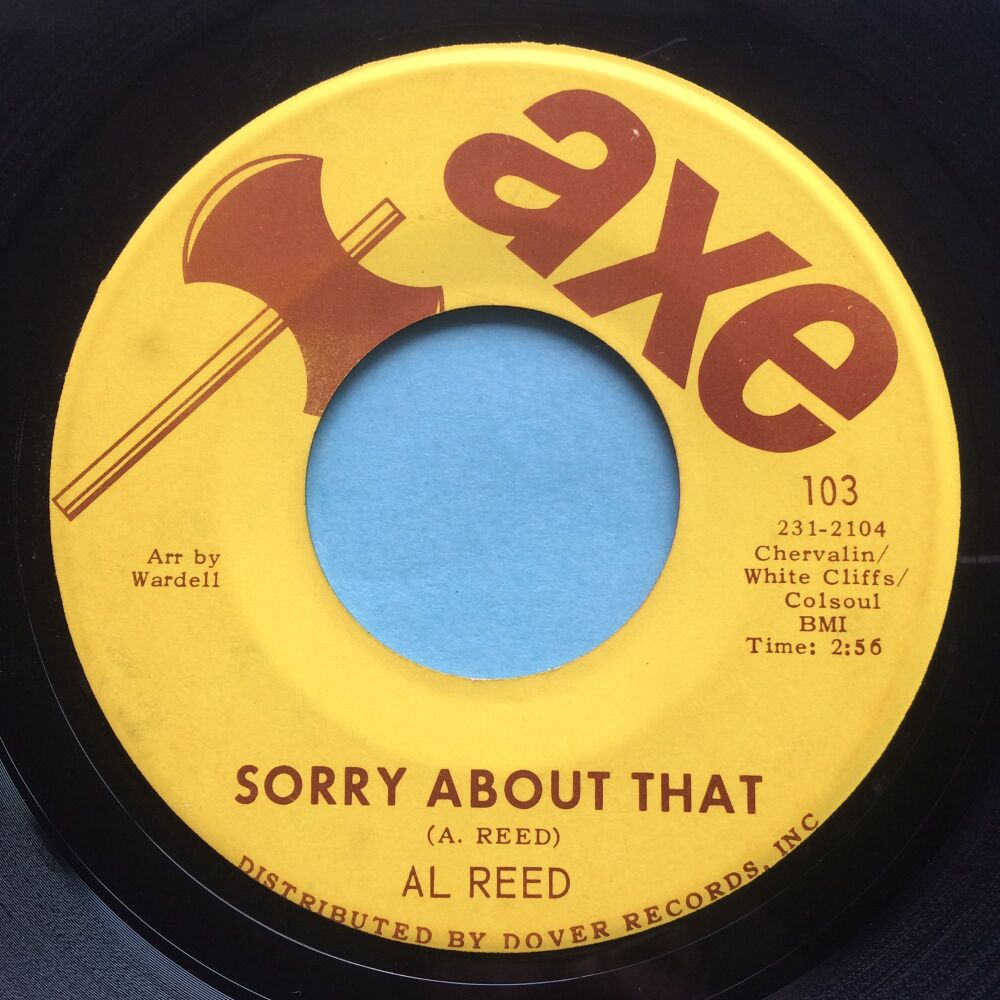 axe
103
231-2104
Chervalin/
White Cliffs/
Colsoul
BMI
Time: 2:56
Arr by
Wardell
SORRY ABOUT THAT
(A. REED)
AL REED
DISTRIBUTED BY DOVER RECORDS, INC